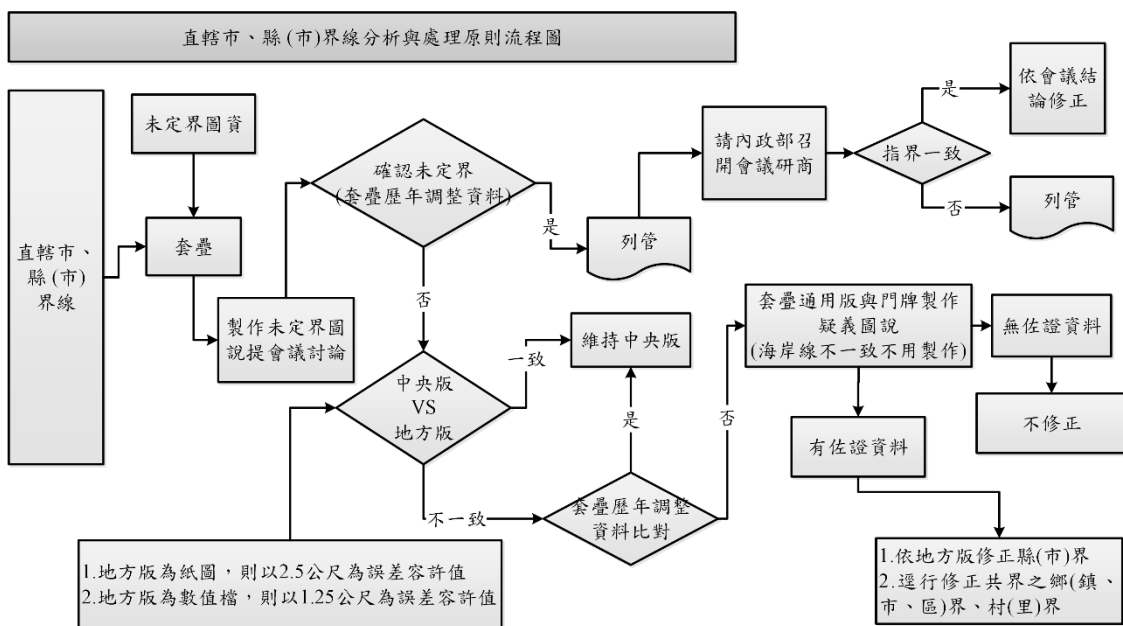 直轄市、縣(市)界線分析與處理原則流程圖
直轄市、
縣(市)
界線
未定界圖資
套疊
製作未定界圖
說提會議討論
確認未定界
(套疊歷年調整資料)
是
列管
請內政部召
開會議研商
指界一致
是
依會議結
論修正
否
列管
否
中央版
VS
地方版
一致
維持中央版
不一致
套疊歷年調整
資料比對
是
否
套疊通用版與門牌製作
疑義圖說
(海岸線不一致不用製作)
無佐證資料
不修正
有佐證資料
1.依地方版修正縣(市)界
2.逕行修正共界之鄉(鎮、
市、區)界、村(里)界
1.地方版為紙圖,則以2.5公尺為誤差容許值
2.地方版為數值檔,則以1.25公尺為誤差容許值